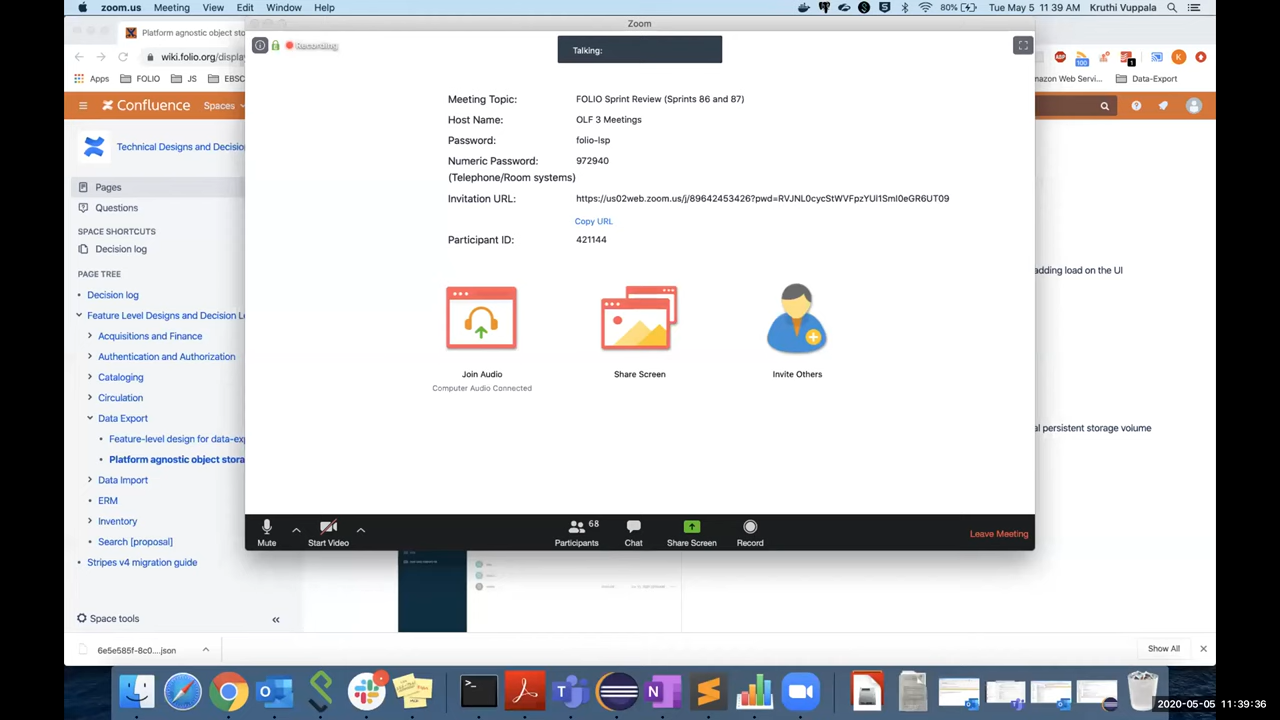 zoom.us Meeting View Edit Window Help
80% Tue May 5 11:39 AM Kruthi Vuppala
Zoom
Platform agnostic object sto
Recording
Talking:
wiki.folio.org/display
Apps FOLIO JS EBSC
mazon Web Servi... Data-Export
Confluence Spaces
Meeting Topic: FOLIO Sprint Review (Sprints 86 and 87)
Host Name: OLF 3 Meetings
Password: folio-lsp
Numeric Password: 972940
(Telephone/Room systems)
Invitation URL: https://us02web.zoom.us/j/89642453426?pwd=RVJNL0cycStWVFpzYUl1Sml0eGR6UT09
Copy URL
Participant ID: 421144
Technical Designs and Decision
Pages
Questions
SPACE SHORTCUTS
Decision log
PAGE TREE
Decision log
Feature Level Designs and Decision L
Acquisitions and Finance
Authentication and Authorization
Cataloging
Circulation
Data Export
Feature-level design for data-exp
Platform agnostic object stora
Data Import
ERM
Inventory
Search [proposal]
Stripes v4 migration guide
Space tools
adding load on the UI
al persistent storage volume
Join Audio
Computer Audio Connected
Share Screen
Invite Others
Mute
Start Video
68
Participants
Chat
Share Screen
Record
Leave Meeting
6e5e585f-8c0....json
Show All
2020-05-05 11:39:36